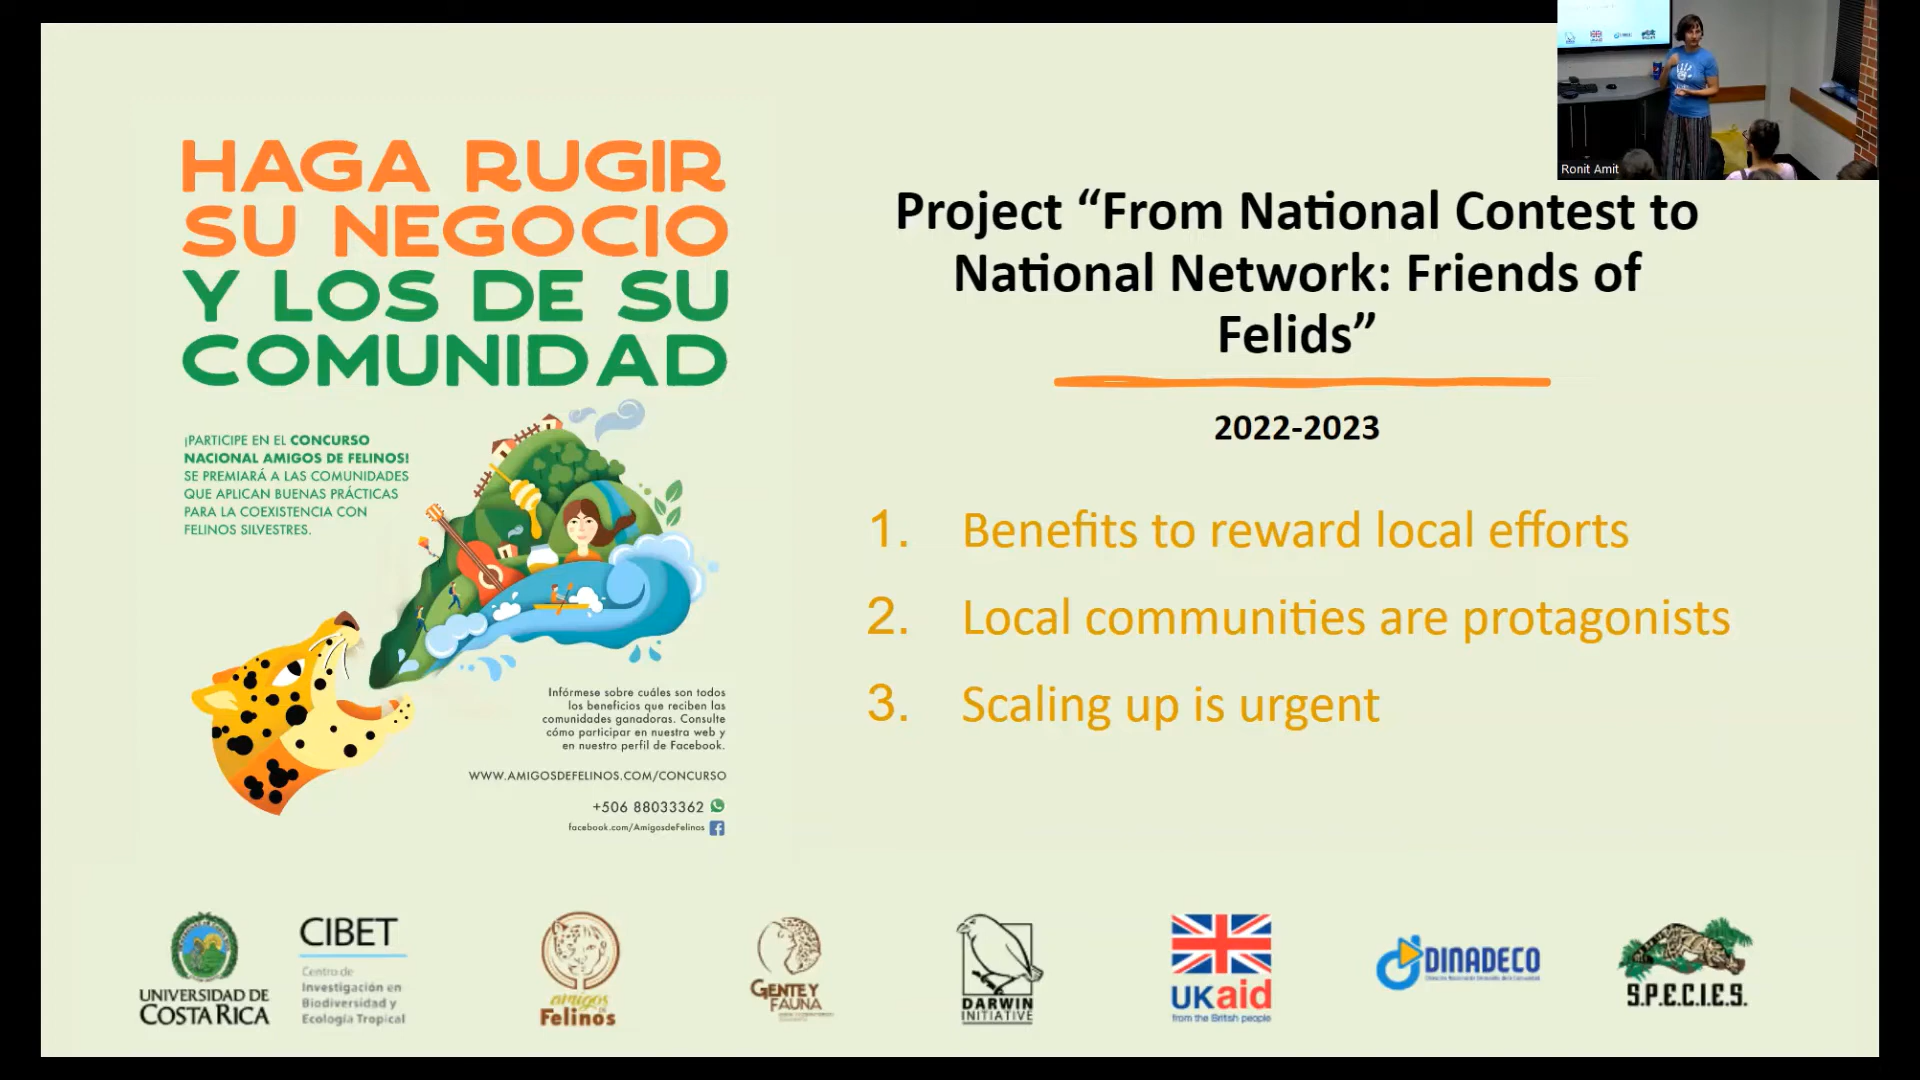 HAGA RUGIR
SU NEGOCIO
Y LOS DE SU
COMUNIDAD
¡PARTICIPE EN EL CONCURSO
NACIONAL AMIGOS DE FELINOS!
SE PREMIARÁ A LAS COMUNIDADES
QUE APLICAN BUENAS PRÁCTICAS
PARA LA COEXISTENCIA CON
FELINOS SILVESTRES.
Infórmese sobre cuáles son todos
los beneficios que reciben las
comunidades ganadoras. Consulte
cómo participar en nuestra web y
en nuestro perfil de Facebook.
WWW.AMIGOSDEFELINOS.COM/CONCURSO
+506 88033362
facebook.com/AmigosdeFelinos
Ronit Amit
Project “From National Contest to
National Network: Friends of
Felids”
2022-2023
1. Benefits to reward local efforts
2. Local communities are protagonists
3. Scaling up is urgent
UNIVERSIDAD DE
COSTA RICA
CIBET
Centro de
Investigación en
Biodiversidad y
Ecología Tropical
amigos
DE
Felinos
GENTE Y
FAUNA
DARWIN
INITIATIVE
UKaid
from the British people
DINADECO
S.P.E.C.I.E.S.